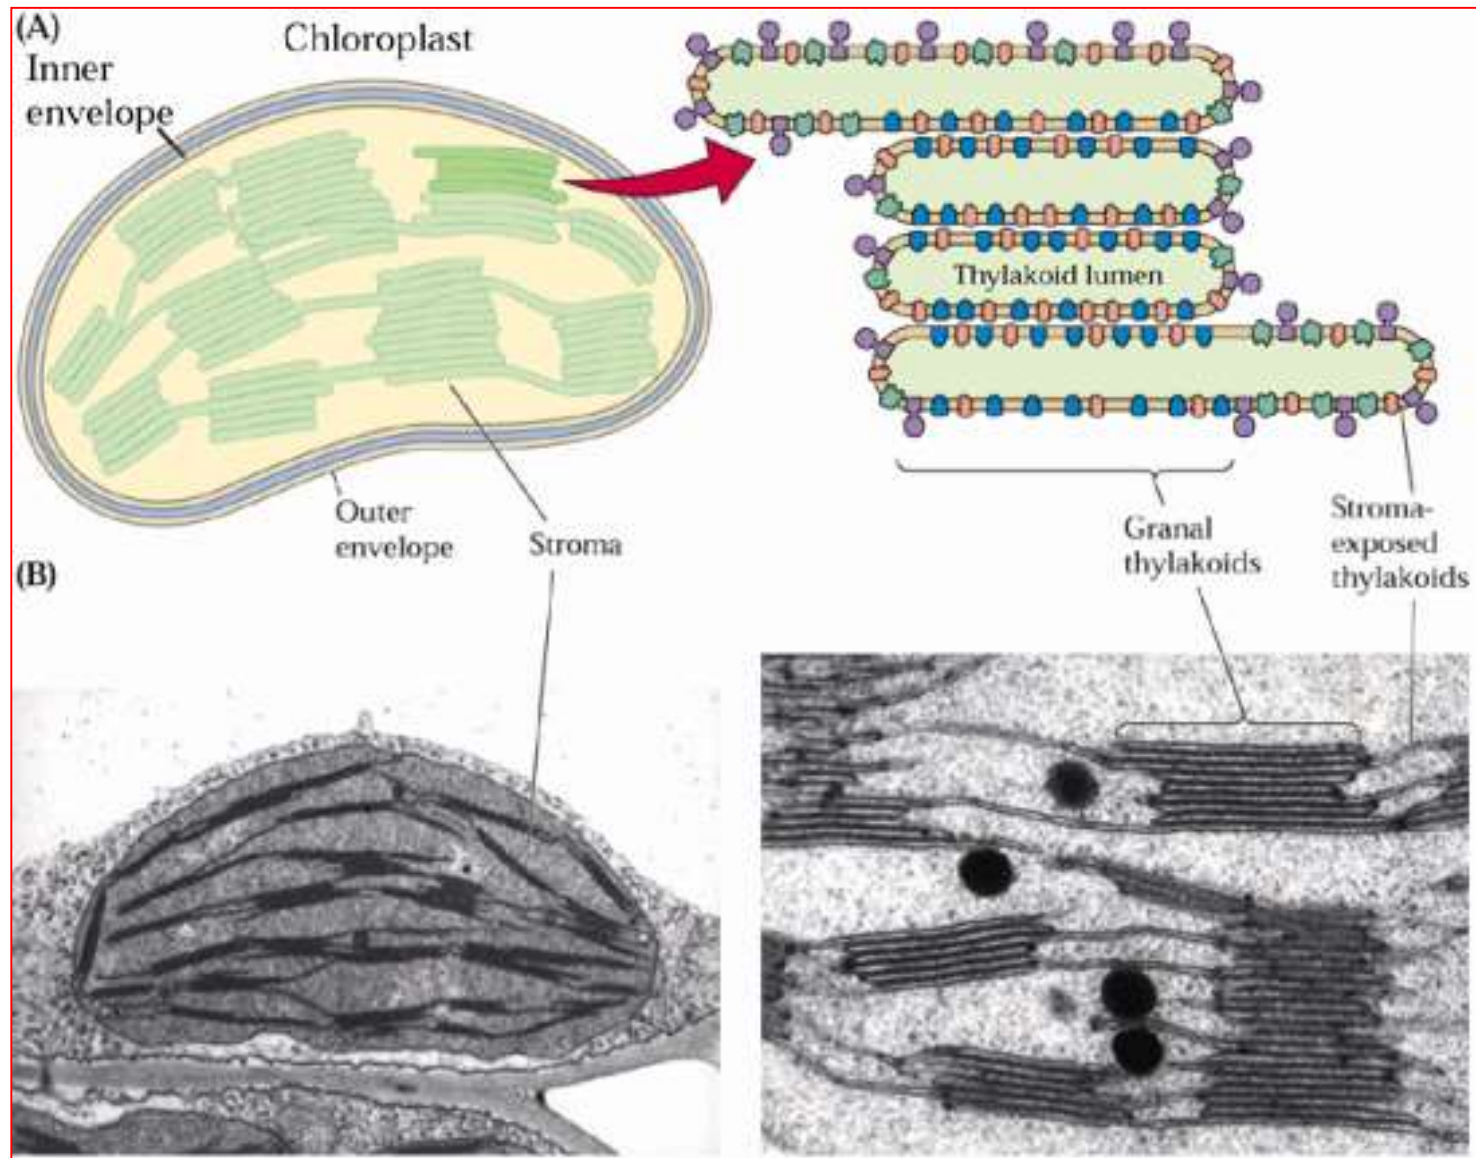 (A)
Chloroplast
Inner
envelope
Thylakoid lumen
Outer
envelope
Stroma
Granal
thylakoids
Stroma-
exposed
thylakoids
(B)